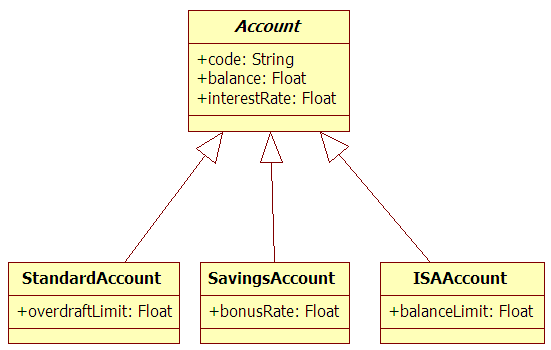 Account
+code: String
+balance: Float
+interestRate: Float
StandardAccount
+overdraftLimit: Float
SavingsAccount
+bonusRate: Float
ISAAccount
+balanceLimit: Float